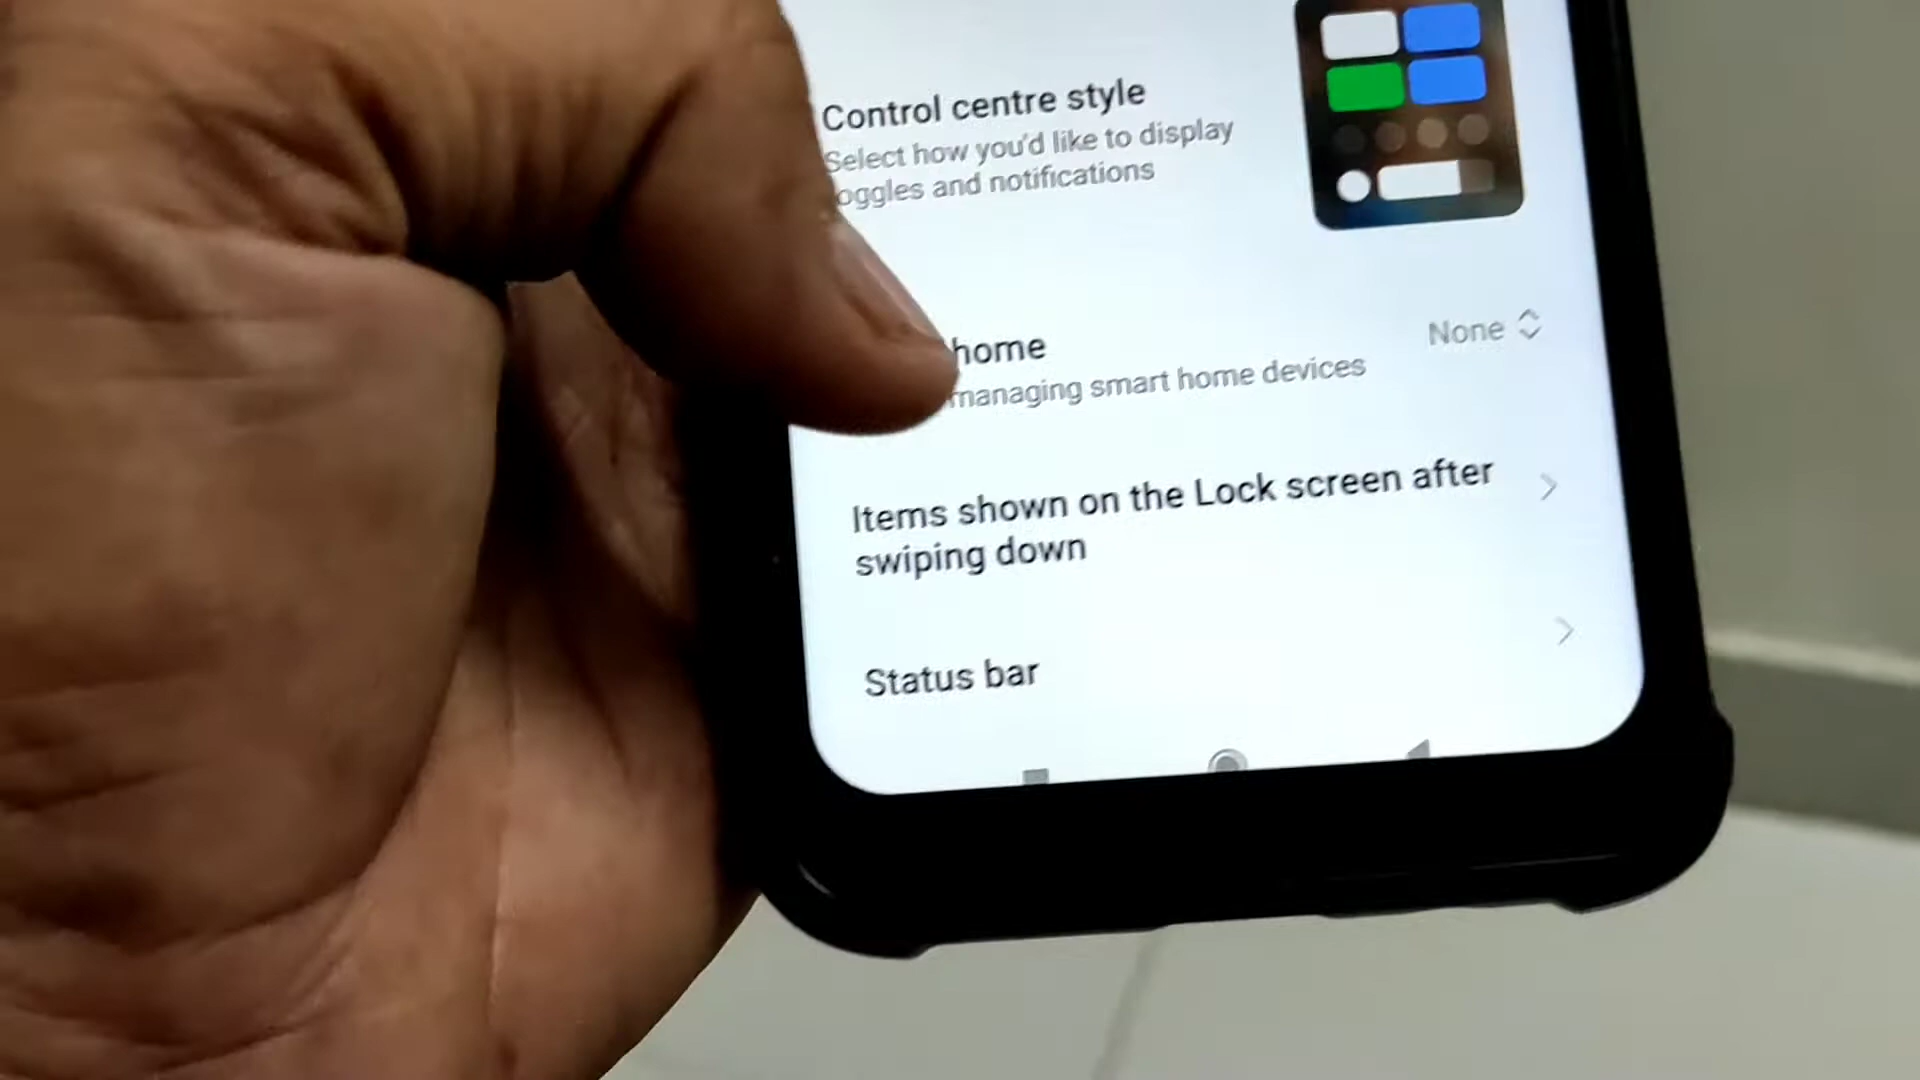 Control centre style
Select how you'd like to display
oggles and notifications
home
None
managing smart home devices
Items shown on the Lock screen after
swiping down
Status bar